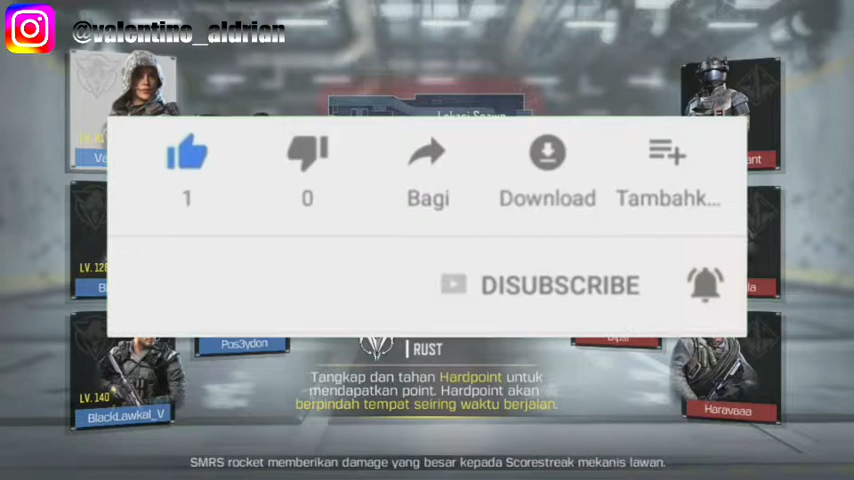 @valentino_aldrian
Lokasi Spawn
LV. 128
1
0
Bagi
Download
Tambahk...
DISUBSCRIBE
Pos3ydon
RUST
Tangkap dan tahan Hardpoint untuk
mendapatkan point. Hardpoint akan
berpindah tempat seiring waktu berjalan.
LV. 140
BlackLawkal_V
Haravaaa
SMRS rocket memberikan damage yang besar kepada Scorestreak mekanis lawan.